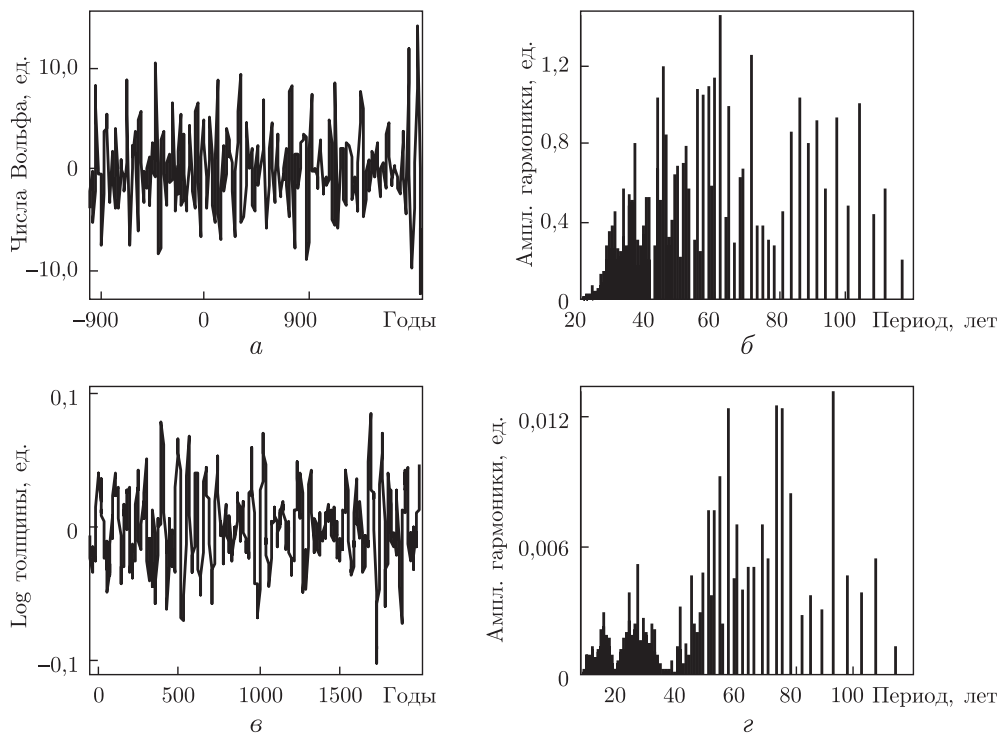 Числа Вольфа, ед.
10,0
0
−10,0
−900 0 900 Годы
а
Ампл. гармоники, ед.
1,2
0,8
0,4
0
20 40 60 80 100 Период, лет
б
Log толщины, ед.
0,1
0
−0,1
0 500 1000 1500 Годы
в
Ампл. гармоники, ед.
0,012
0,006
0
20 40 60 80 100 Период, лет
г